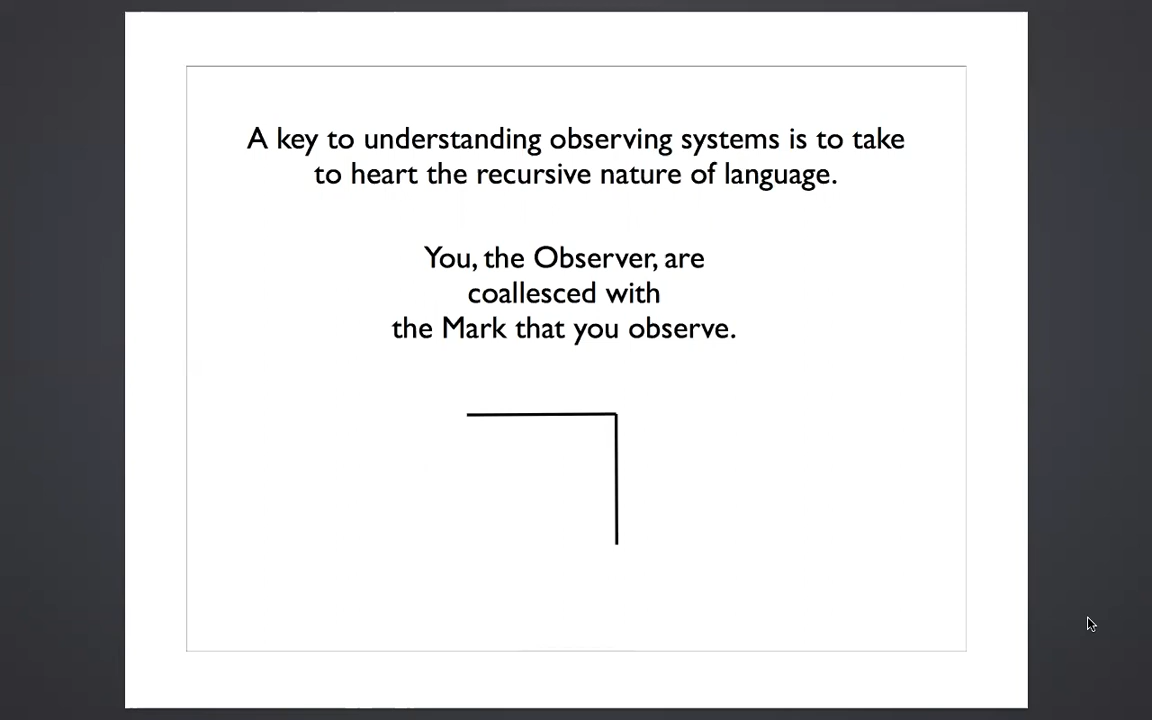 A key to understanding observing systems is to take
to heart the recursive nature of language.
You, the Observer, are
coallesced with
the Mark that you observe.